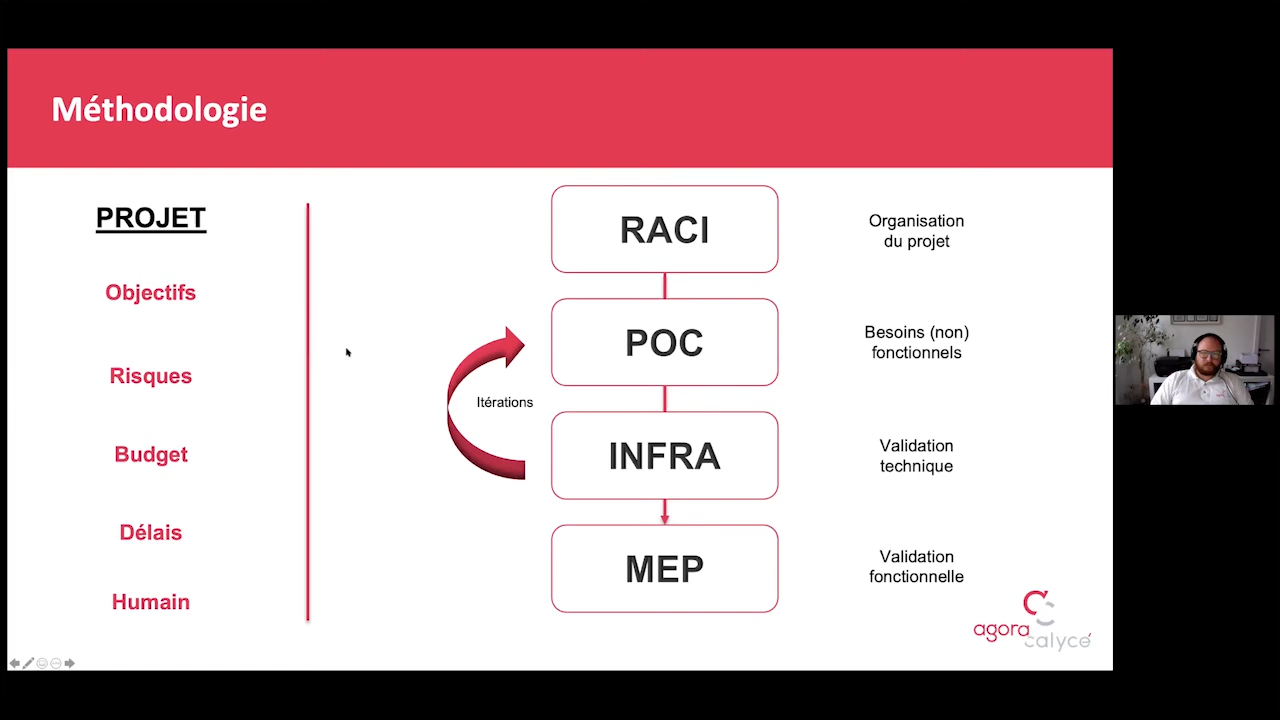 Méthodologie
PROJET
Objectifs
Risques
Budget
Délais
Humain
Itérations
RACI
POC
INFRA
MEP
Organisation
du projet
Besoins (non)
fonctionnels
Validation
technique
Validation
fonctionnelle
agora
calycé